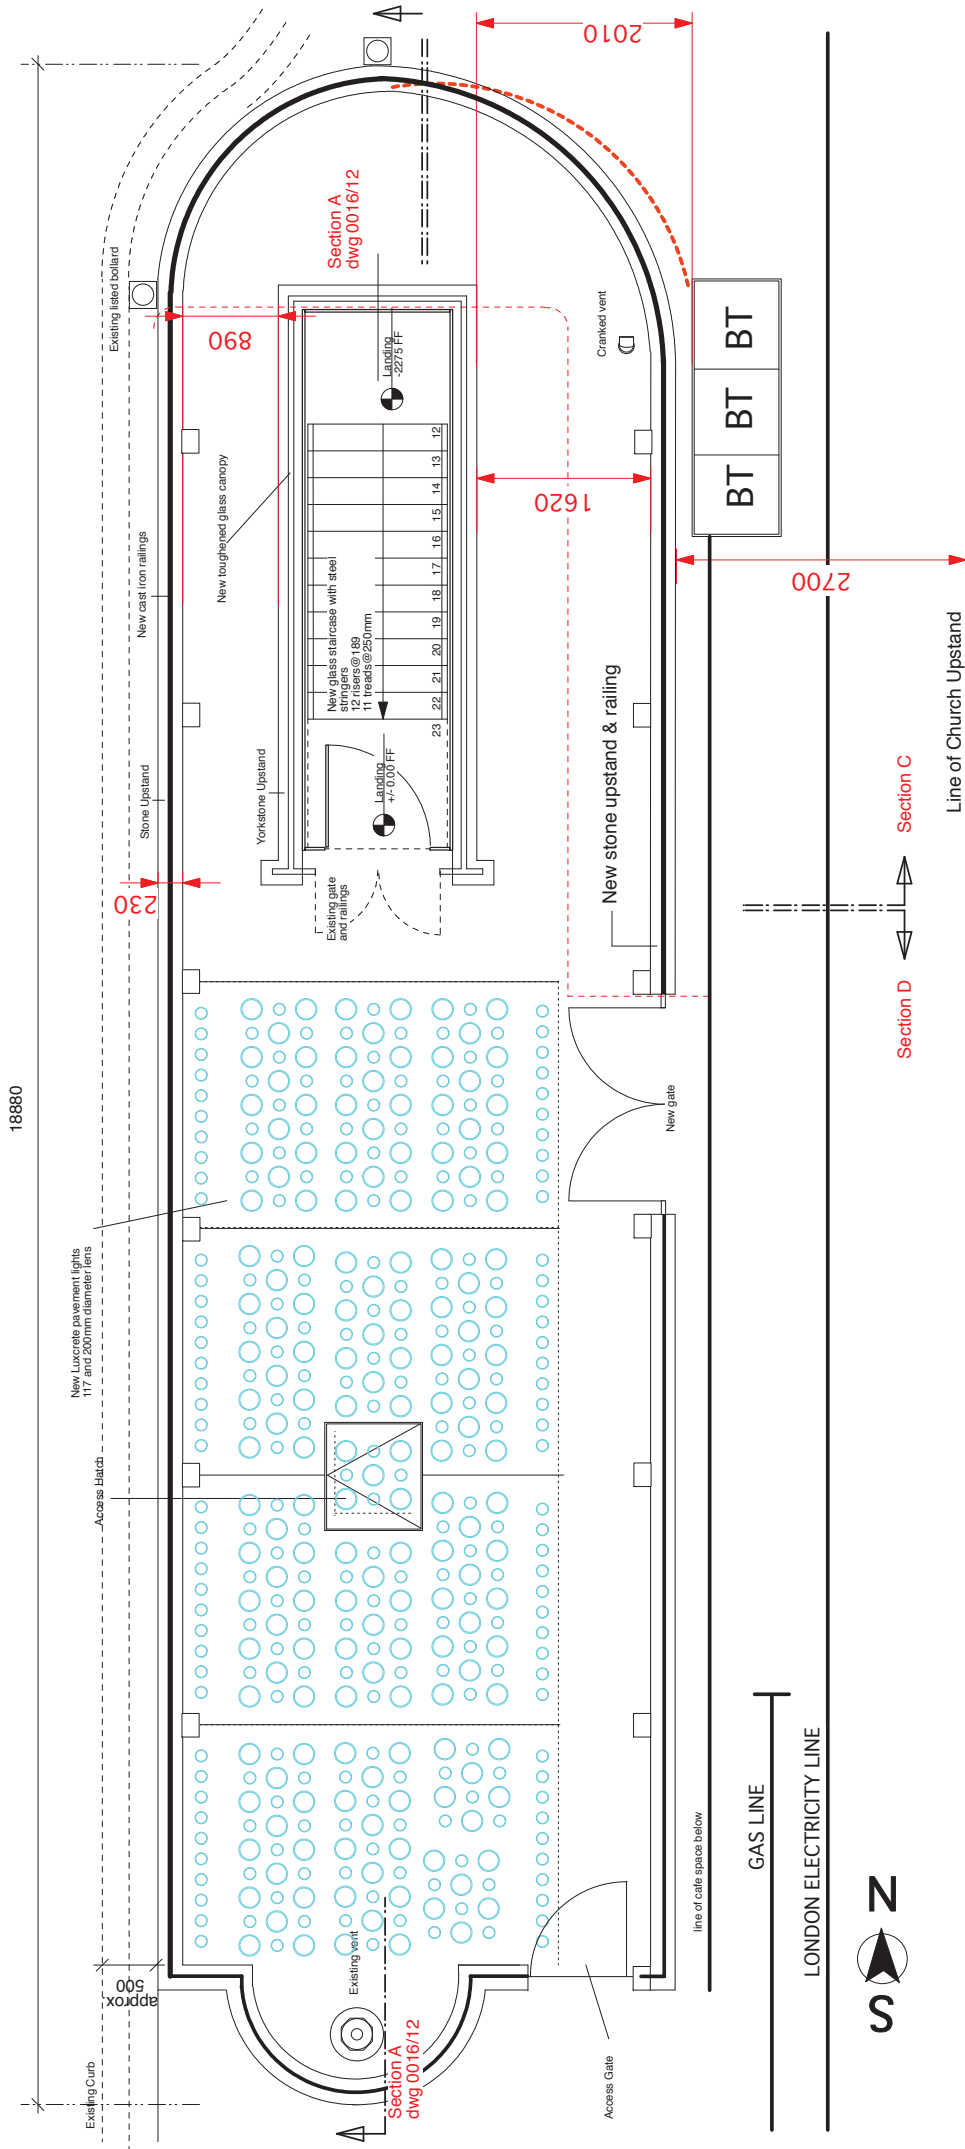 2010
Section A
dwg 0016/12
Existing listed bollard
890
Landing
-2275 FF
Cranked vent
BT
BT
BT
12
13
14
15
16
17
18
19
20
21
22
23
New toughened glass canopy
1620
New cast iron railings
New glass staircase with steel
stringers
12 risers@189
11 treads@250mm
2700
Line of Church Upstand
New stone upstand & railing
Stone Upstand
Yorkstone Upstand
Landing
+/- 0.00 FF
Section C
230
Existing gate
and railings
Section D
18880
New gate
New Luxcrete pavement lights
117 and 200mm diameter lens
Access Hatch
GAS LINE
LONDON ELECTRICITY LINE
line of cafe space below
N
S
Existing vent
approx
500
Section A
dwg 0016/12
Access Gate
Existing Curb